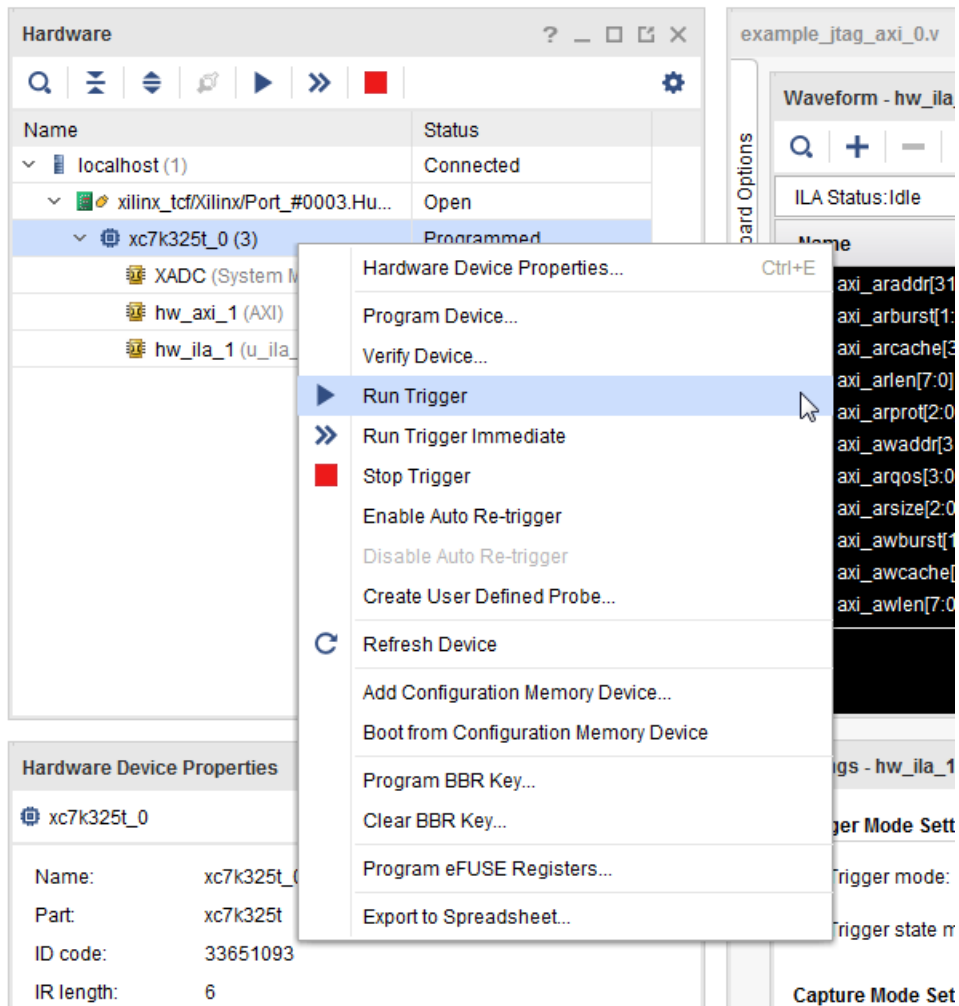 Hardware
?
Name Status
localhost (1) Connected
xilinx_tcf/Xilinx/Port_#0003.Hu... Open
xc7k325t_0 (3) Programmed
XADC (System
hw_axi_1 (AXI)
hw_ila_1 (u_ila_
Hardware Device Properties... Ctrl+E
Program Device...
Verify Device...
Run Trigger
Run Trigger Immediate
Stop Trigger
Enable Auto Re-trigger
Disable Auto Re-trigger
Create User Defined Probe...
Refresh Device
Add Configuration Memory Device...
Boot from Configuration Memory Device
Program BBR Key...
Clear BBR Key...
Program eFUSE Registers...
Export to Spreadsheet...
Hardware Device Properties
xc7k325t_0
Name: xc7k325t_0
Part: xc7k325t
ID code: 33651093
IR length: 6
example_jtag_axi_0.v
Options
Waveform - hw_ila_
ILA Status:Idle
Name
axi_araddr[31
axi_arburst[1:
axi_arcache[3
axi_arlen[7:0]
axi_arprot[2:0
axi_awaddr[3
axi_arqos[3:0
axi_arsize[2:0
axi_awburst[1
axi_awcache[
axi_awlen[7:0
- hw_ila_1
Mode Sett
Trigger mode:
Trigger state m
Capture Mode Set